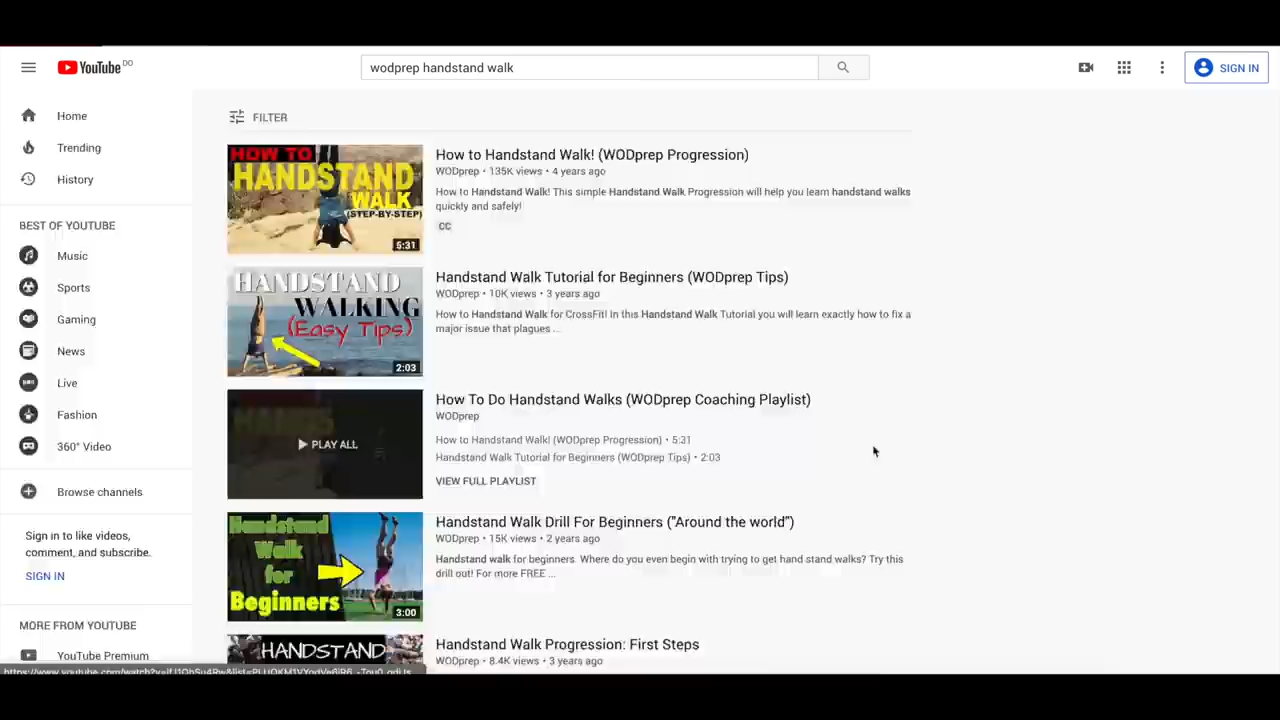 YouTube DO
wodprep handstand walk
SIGN IN
Home
Trending
History
BEST OF YOUTUBE
Music
Sports
Gaming
News
Live
Fashion
360° Video
Browse channels
Sign in to like videos,
comment, and subscribe.
SIGN IN
MORE FROM YOUTUBE
YouTube Premium
FILTER
HOW TO
HANDSTAND
WALK
(STEP-BY-STEP)
5:31
How to Handstand Walk! (WODprep Progression)
WODprep • 135K views • 4 years ago
How to Handstand Walk! This simple Handstand Walk Progression will help you learn handstand walks
quickly and safely!
CC
HANDSTAND
WALKING
(Easy Tips)
2:03
Handstand Walk Tutorial for Beginners (WODprep Tips)
WODprep • 10K views • 3 years ago
How to Handstand Walk for CrossFit! In this Handstand Walk Tutorial you will learn exactly how to fix a
major issue that plagues ...
PLAY ALL
How To Do Handstand Walks (WODprep Coaching Playlist)
WODprep
How to Handstand Walk! (WODprep Progression) • 5:31
Handstand Walk Tutorial for Beginners (WODprep Tips) • 2:03
VIEW FULL PLAYLIST
Handstand
Walk
for
Beginners
3:00
Handstand Walk Drill For Beginners ("Around the world")
WODprep • 15K views • 2 years ago
Handstand walk for beginners. Where do you even begin with trying to get hand stand walks? Try this
drill out! For more FREE ...
HANDSTAND
Handstand Walk Progression: First Steps
WODprep • 8.4K views • 3 years ago